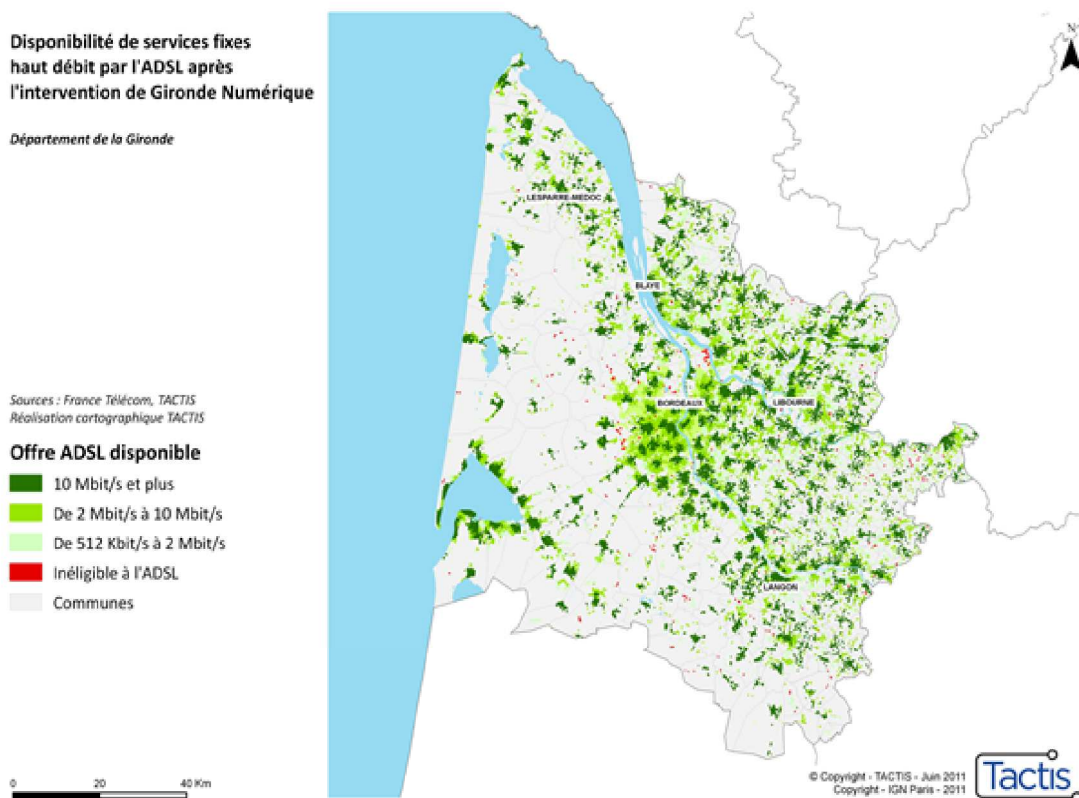 Disponibilité de services fixes
haut débit par l'ADSL après
l'intervention de Gironde Numérique
Département de la Gironde
N
LESPARRE-MEDOC
BLAYE
BORDEAUX
LIBOURNE
LANGON
Sources : France Télécom, TACTIS
Réalisation cartographique TACTIS
Offre ADSL disponible
10 Mbit/s et plus
De 2 Mbit/s à 10 Mbit/s
De 512 Kbit/s à 2 Mbit/s
Inéligible à l'ADSL
Communes
0 20 40 Km
© Copyright - TACTIS - Juin 2011
Copyright - IGN Paris - 2011
Tactis